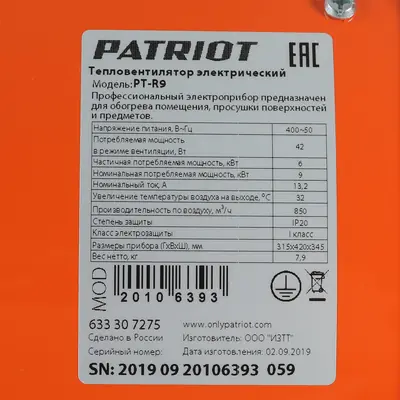 PATRIOT
EAC
Тепловентилятор электрический
Модель: PT-R9
Профессиональный электроприбор предназначен
для обогрева помещения, просушки поверхностей
и предметов.
Напряжение питания, В~Гц 400~50
Потребляемая мощность
в режиме вентиляции, Вт 42
Частичная потребляемая мощность, кВт 6
Номинальная потребляемая мощность, кВт 9
Номинальный ток, А 13,2
Увеличение температуры воздуха на выходе, °С 32
Производительность по воздуху, м³/ч 850
Степень защиты IP20
Класс электрозащиты I класс
Размеры прибора (ГхВхШ), мм. 315x420x345
Вес нетто, кг 7,9
MOD
2010 6393
633 30 7275
www.onlypatriot.com
Сделано в России
Изготовитель: ООО "ИЗТТ"
Серийный номер:
Дата изготовления: 02.09.2019
SN: 2019 09 20106393 059